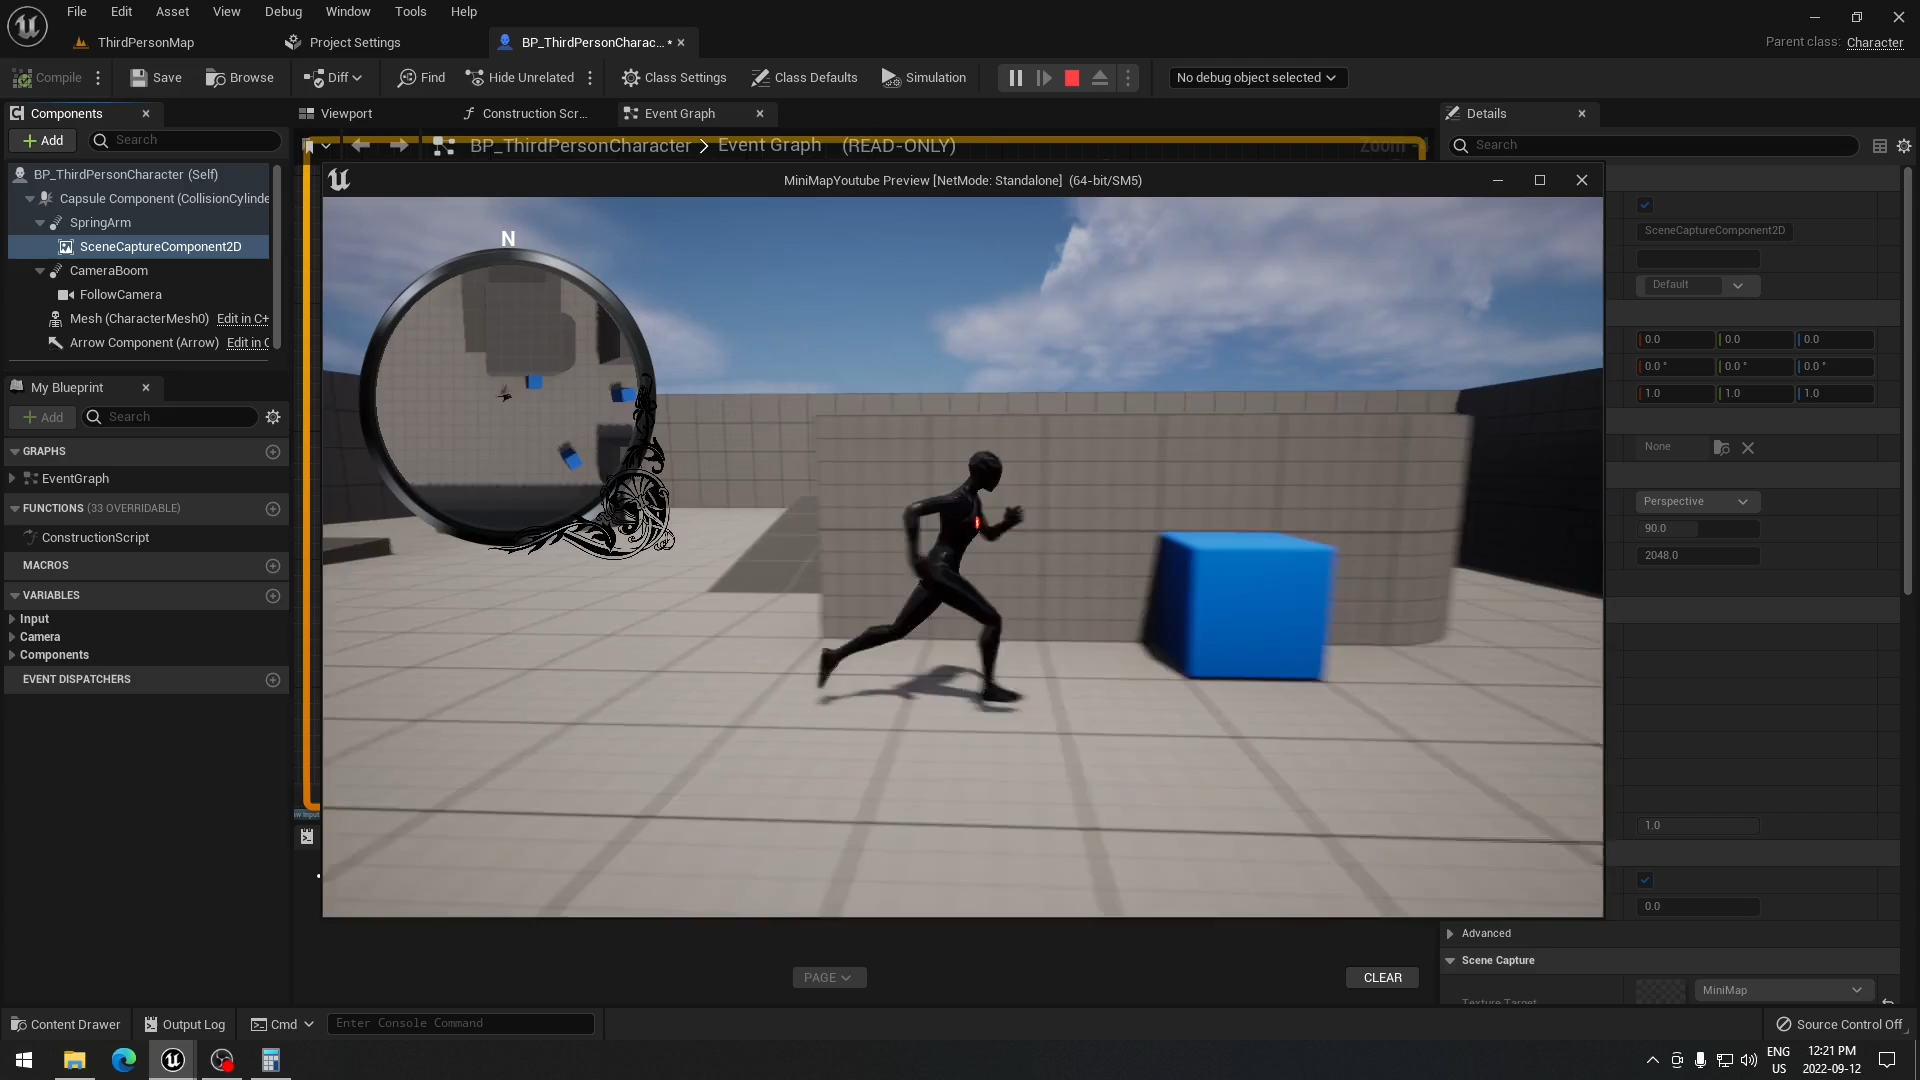 File Edit Asset View Debug Window Tools Help
ThirdPersonMap
Project Settings
BP_ThirdPersonCharac...
Parent class: Character
Compile
Save
Browse
Diff
Find
Hide Unrelated
Class Settings
Class Defaults
Simulation
No debug object selected
Components
Viewport
Construction Scr...
Event Graph
Details
Add
Search
BP_ThirdPersonCharacter > Event Graph (READ-ONLY)
Zoom
Search
BP_ThirdPersonCharacter (Self)
Capsule Component (CollisionCylinde
SpringArm
SceneCaptureComponent2D
CameraBoom
FollowCamera
Mesh (CharacterMesh0) Edit in C+
Arrow Component (Arrow) Edit in C
MiniMapYoutube Preview [NetMode: Standalone] (64-bit/SM5)
N
SceneCaptureComponent2D
Default
0.0 0.0 0.0
0.0 ° 0.0 ° 0.0 °
1.0 1.0 1.0
None
Perspective
90.0
2048.0
1.0
0.0
My Blueprint
Add
Search
GRAPHS
EventGraph
FUNCTIONS (33 OVERRIDABLE)
ConstructionScript
MACROS
VARIABLES
Input
Camera
Components
EVENT DISPATCHERS
Advanced
Scene Capture
Texture Target
MiniMap
PAGE
CLEAR
Content Drawer
Output Log
Cmd
Enter Console Command
Source Control Off
ENG
US
12:21 PM
2022-09-12